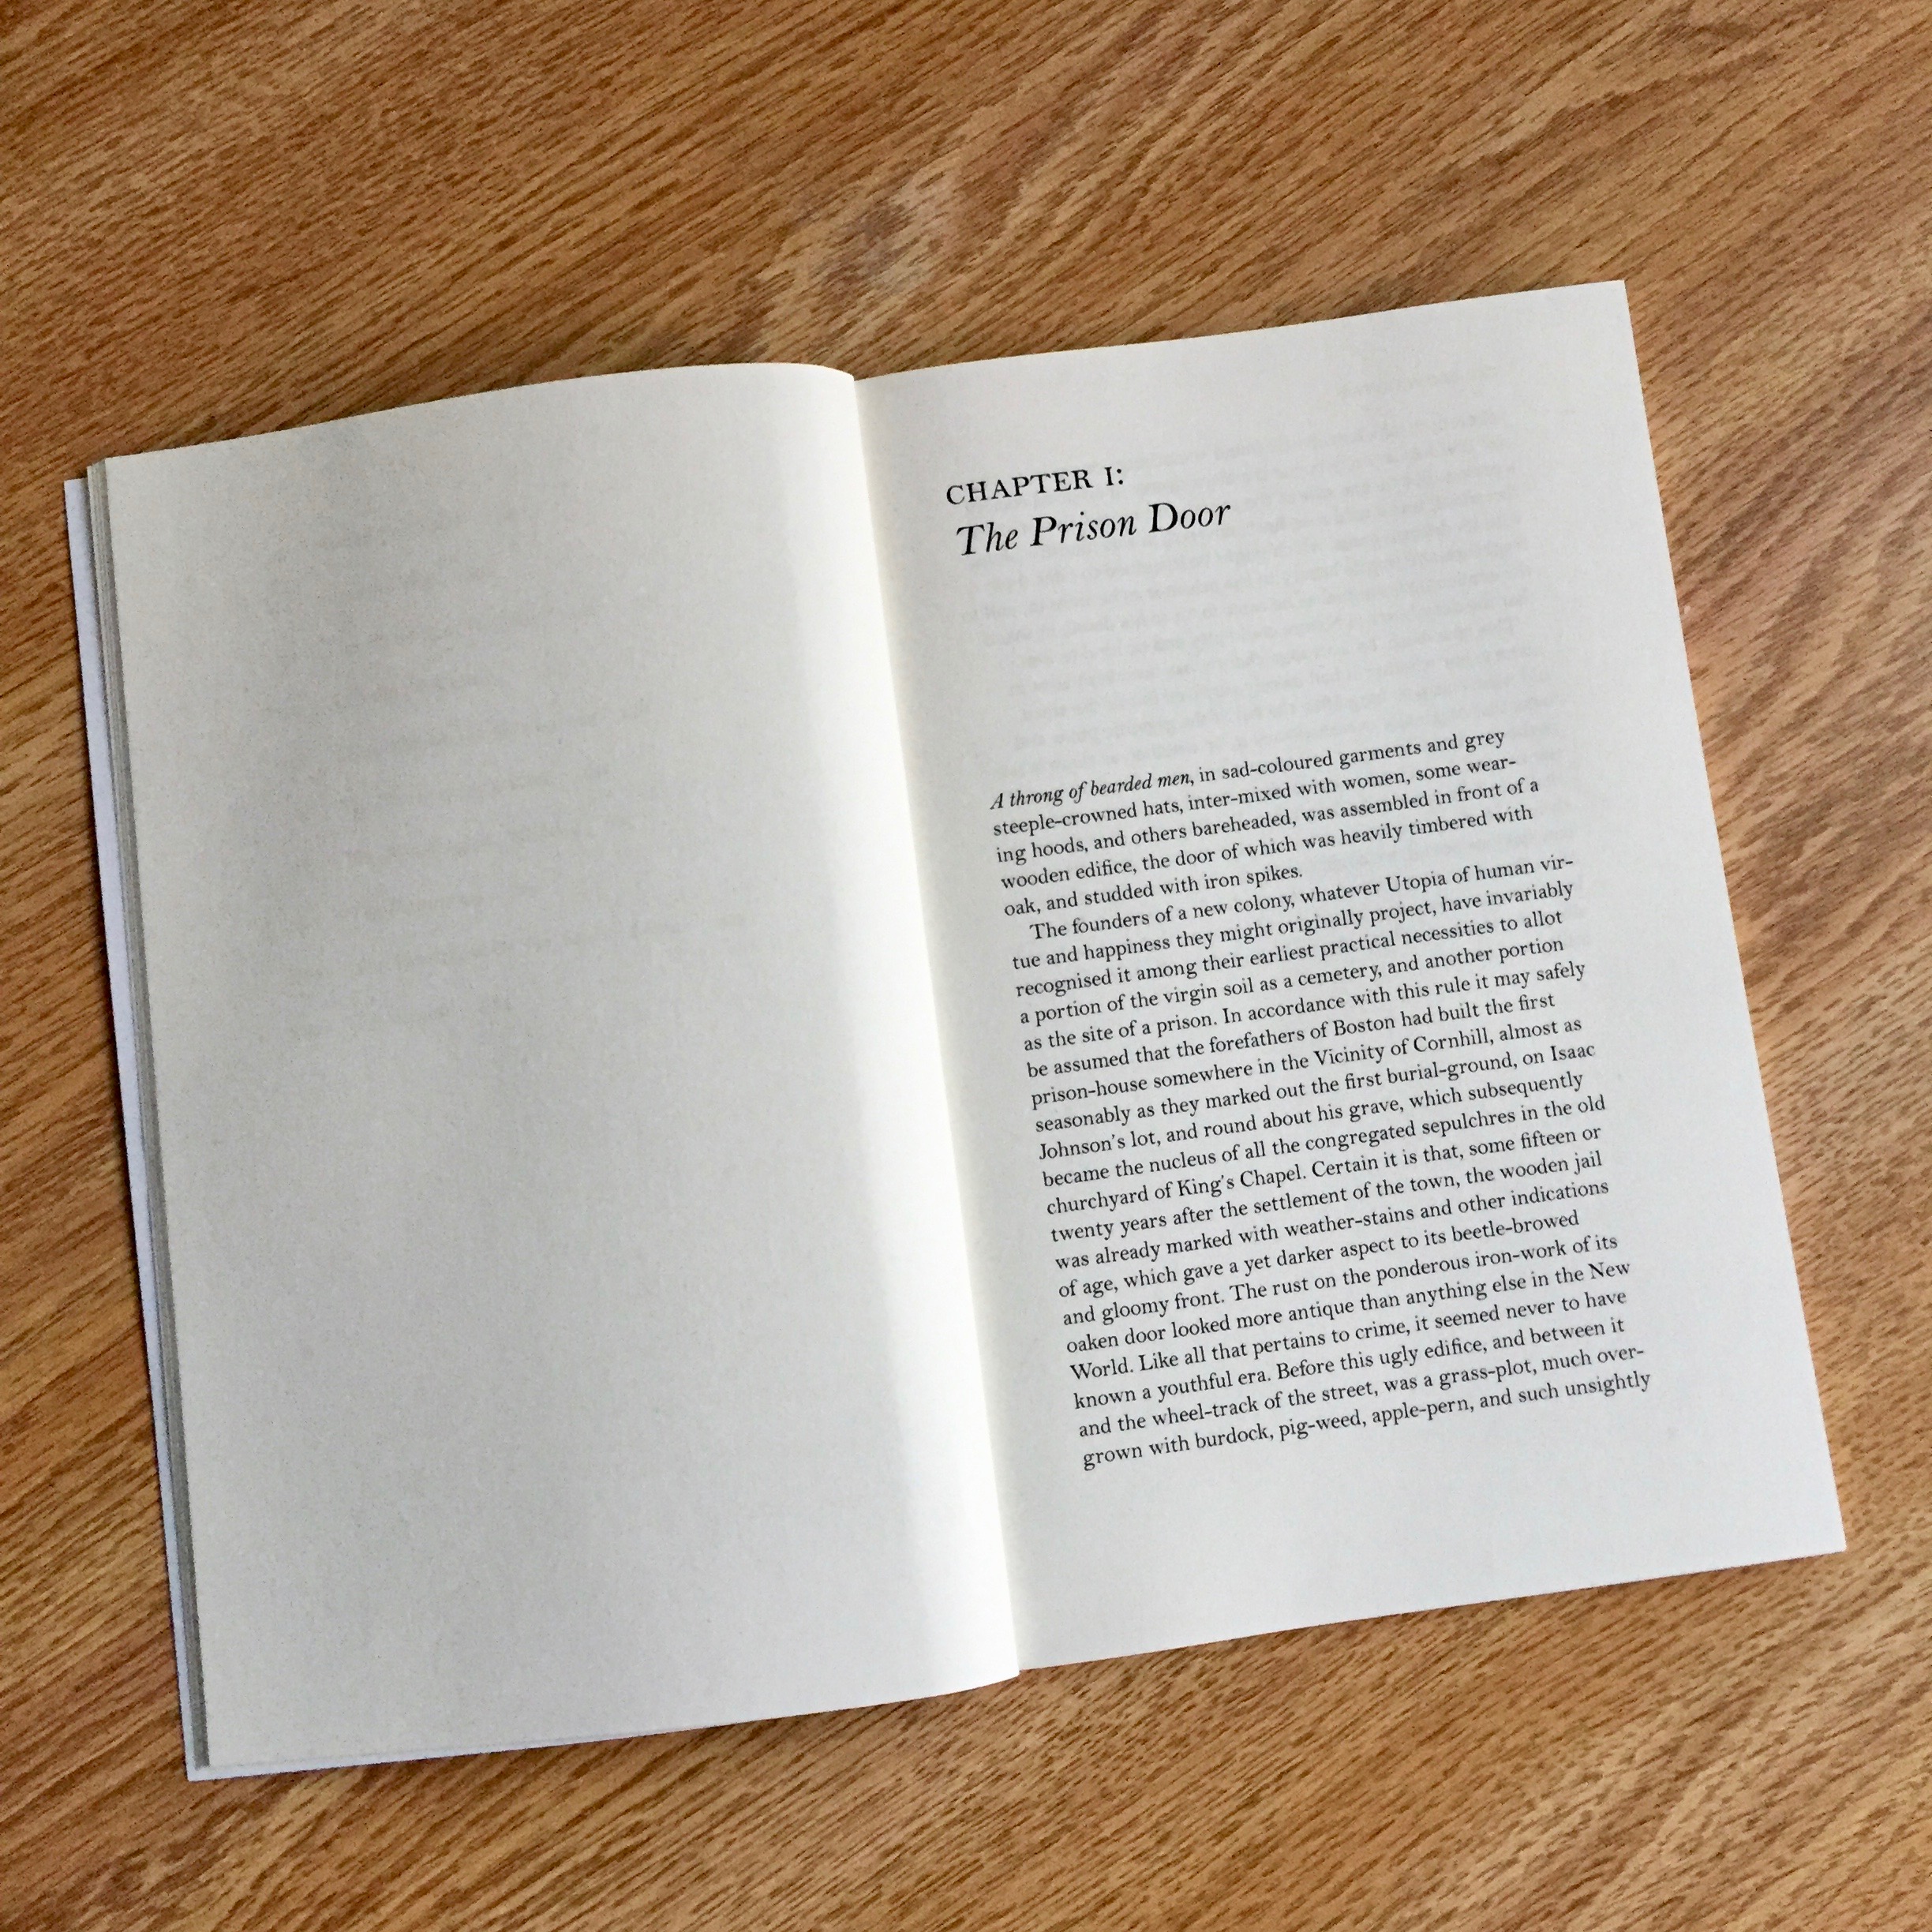 CHAPTER I:
The Prison Door
A throng of bearded men, in sad-coloured garments and grey
steeple-crowned hats, inter-mixed with women, some wear-
ing hoods, and others bareheaded, was assembled in front of a
wooden edifice, the door of which was heavily timbered with
oak, and studded with iron spikes.
The founders of a new colony, whatever Utopia of human vir-
tue and happiness they might originally project, have invariably
recognised it among their earliest practical necessities to allot
a portion of the virgin soil as a cemetery, and another portion
as the site of a prison. In accordance with this rule it may safely
be assumed that the forefathers of Boston had built the first
prison-house somewhere in the Vicinity of Cornhill, almost as
seasonably as they marked out the first burial-ground, on Isaac
Johnson's lot, and round about his grave, which subsequently
became the nucleus of all the congregated sepulchres in the old
churchyard of King's Chapel. Certain it is that, some fifteen or
twenty years after the settlement of the town, the wooden jail
was already marked with weather-stains and other indications
of age, which gave a yet darker aspect to its beetle-browed
and gloomy front. The rust on the ponderous iron-work of its
oaken door looked more antique than anything else in the New
World. Like all that pertains to crime, it seemed never to have
known a youthful era. Before this ugly edifice, and between it
and the wheel-track of the street, was a grass-plot, much over-
grown with burdock, pig-weed, apple-pern, and such unsightly